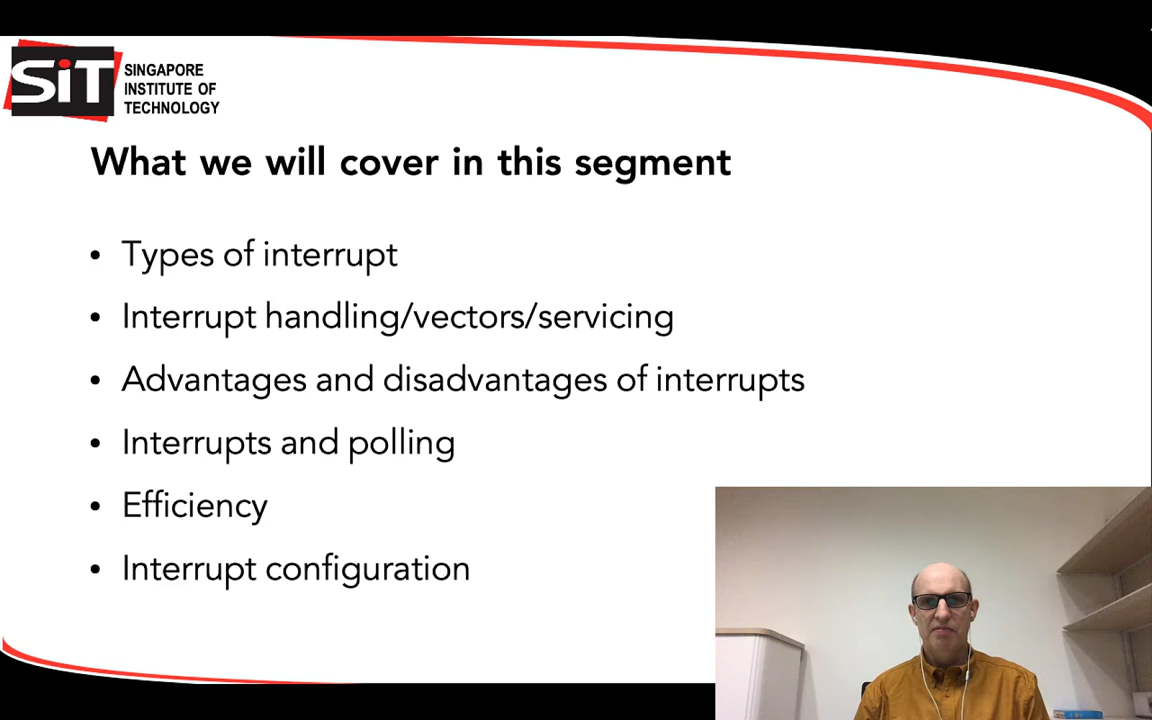 SiT
SINGAPORE
INSTITUTE OF
TECHNOLOGY
What we will cover in this segment
• Types of interrupt
• Interrupt handling/vectors/servicing
• Advantages and disadvantages of interrupts
• Interrupts and polling
• Efficiency
• Interrupt configuration